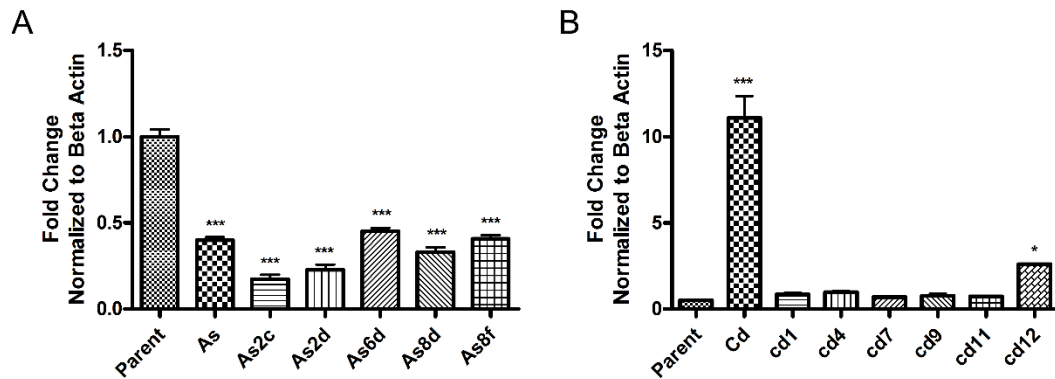 A
Fold Change
Normalized to Beta Actin
1.5
1.0
0.5
0.0
***
***
***
***
***
***
Parent
As
As2c
As2d
As6d
As8d
As8f
B
Fold Change
Normalized to Beta Actin
15
10
5
0
***
*
Parent
Cd
cd1
cd4
cd7
cd9
cd11
cd12